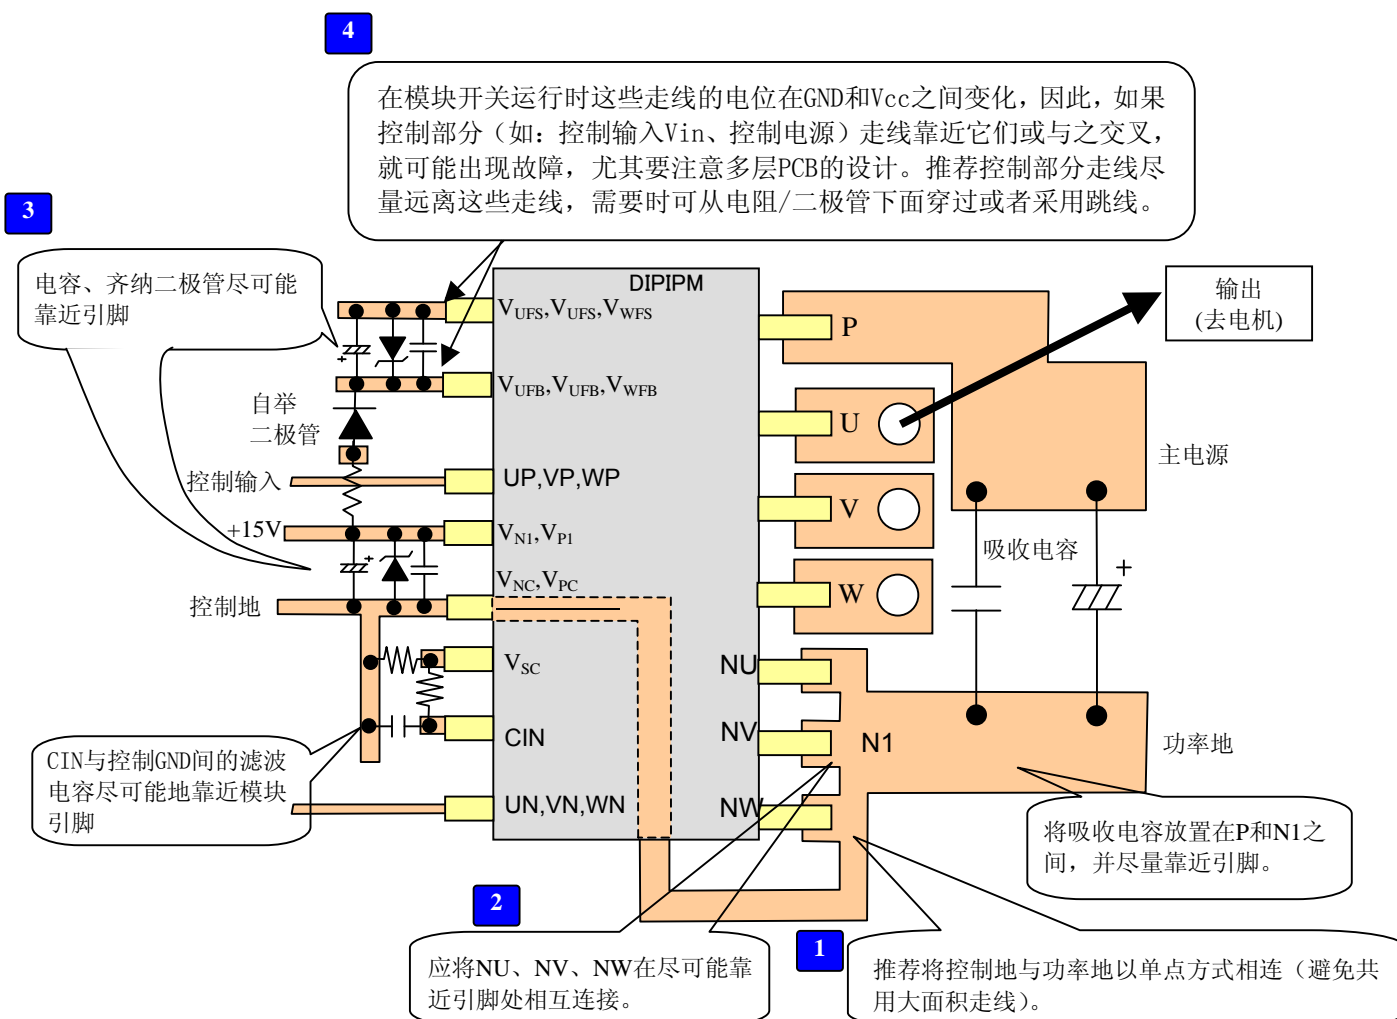 4
在模块开关运行时这些走线的电位在GND和Vcc之间变化，因此，如果
控制部分（如：控制输入Vin、控制电源）走线靠近它们或与之交叉，
就可能出现故障，尤其要注意多层PCB的设计。推荐控制部分走线尽
量远离这些走线，需要时可从电阻/二极管下面穿过或者采用跳线。
3
电容、齐纳二极管尽可能
靠近引脚
DIPIPM
VUFS,VUFS,VWFS
VUFB,VUFB,VWFB
自举
二极管
控制输入
UP,VP,WP
+15V
VN1,VP1
VNC,VPC
控制地
VSC
CIN
UN,VN,WN
CIN与控制GND间的滤波
电容尽可能地靠近模块
引脚
P
U
V
W
NU
NV
NW
N1
输出
(去电机)
主电源
吸收电容
+
+
+
功率地
将吸收电容放置在P和N1之
间，并尽量靠近引脚。
2
应将NU、NV、NW在尽可能靠
近引脚处相互连接。
1
推荐将控制地与功率地以单点方式相连（避免共
用大面积走线）。